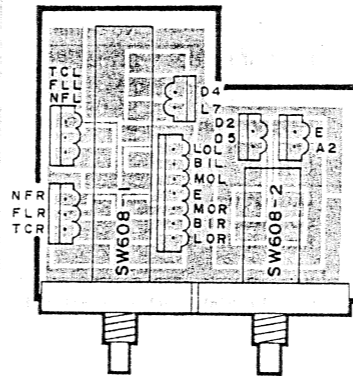 TCL
FLL
NFL
D4
L7
D2
D5
E
A2
LOL
BIL
MOL
E
MOR
BIR
LOR
NFR
FLR
TCR
SW608-1
SW608-2